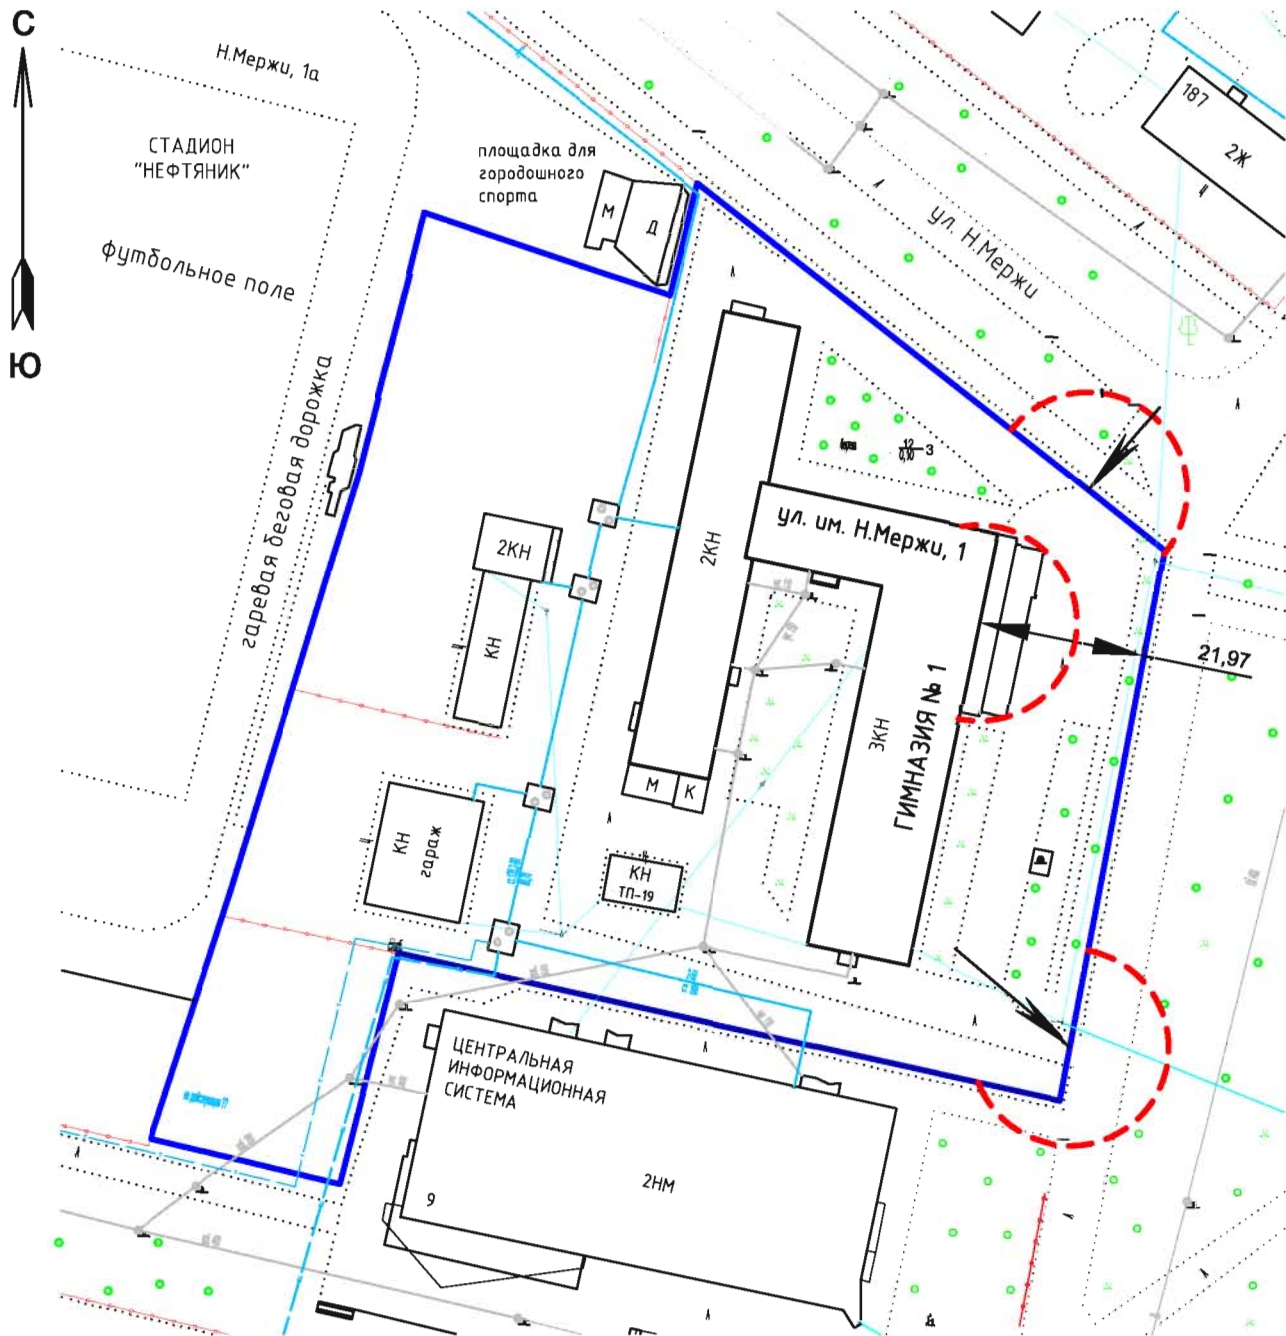 С
Ю
Н.Мержи, 1а
СТАДИОН
"НЕФТЯНИК"
футбольное поле
гаревая беговая дорожка
площадка для
городошного
спорта
М
Д
ул. Н.Мержи
187
2Ж
3
ул. им. Н.Мержи, 1
2КН
2КН
КН
21,97
ГИМНАЗИЯ № 1
3КН
М
К
КН
гараж
КН
ТП-19
ЦЕНТРАЛЬНАЯ
ИНФОРМАЦИОННАЯ
СИСТЕМА
2НМ
9